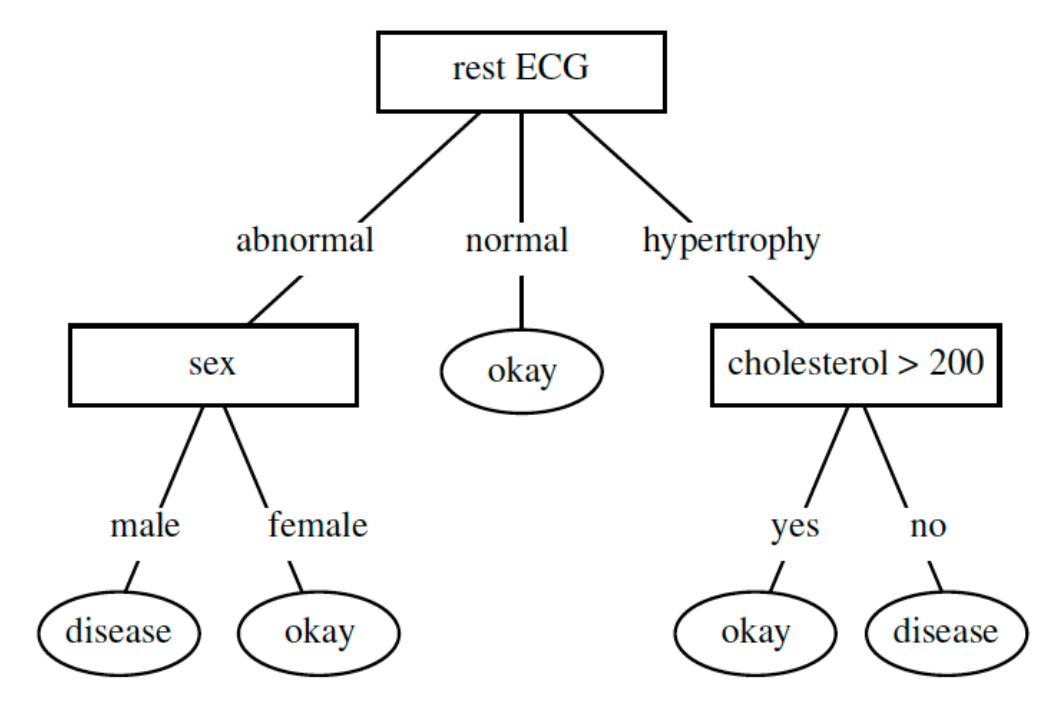 rest ECG
abnormal normal hypertrophy
sex okay cholesterol > 200
male female yes no
disease okay okay disease